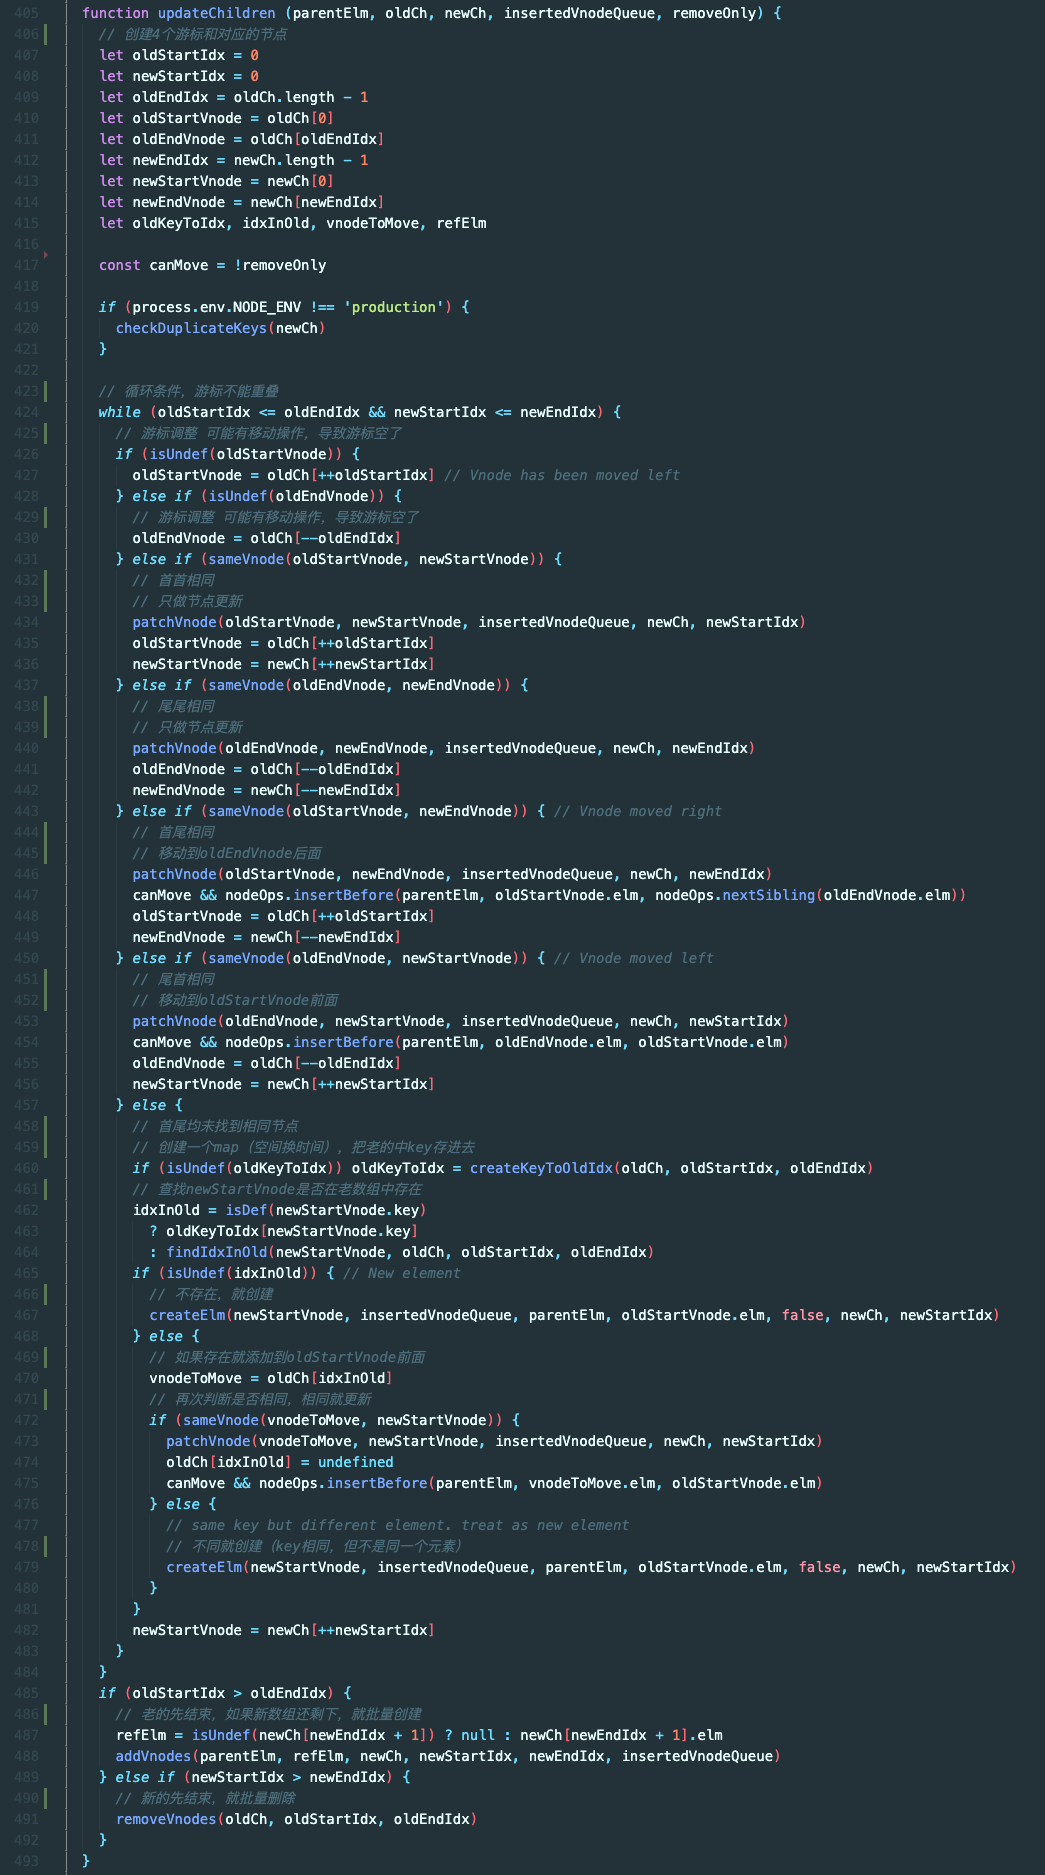 405 function updateChildren (parentElm, oldCh, newCh, insertedVnodeQueue, removeOnly) {
406 // 创建4个游标和对应的节点
407 let oldStartIdx = 0
408 let newStartIdx = 0
409 let oldEndIdx = oldCh.length - 1
410 let oldStartVnode = oldCh[0]
411 let oldEndVnode = oldCh[oldEndIdx]
412 let newEndIdx = newCh.length - 1
413 let newStartVnode = newCh[0]
414 let newEndVnode = newCh[newEndIdx]
415 let oldKeyToIdx, idxInOld, vnodeToMove, refElm
416
417 const canMove = !removeOnly
418
419 if (process.env.NODE_ENV !== 'production') {
420 checkDuplicateKeys(newCh)
421 }
422
423 // 循环条件，游标不能重叠
424 while (oldStartIdx <= oldEndIdx && newStartIdx <= newEndIdx) {
425 // 游标调整 可能有移动操作，导致游标空了
426 if (isUndef(oldStartVnode)) {
427 oldStartVnode = oldCh[++oldStartIdx] // Vnode has been moved left
428 } else if (isUndef(oldEndVnode)) {
429 // 游标调整 可能有移动操作，导致游标空了
430 oldEndVnode = oldCh[--oldEndIdx]
431 } else if (sameVnode(oldStartVnode, newStartVnode)) {
432 // 首首相同
433 // 只做节点更新
434 patchVnode(oldStartVnode, newStartVnode, insertedVnodeQueue, newCh, newStartIdx)
435 oldStartVnode = oldCh[++oldStartIdx]
436 newStartVnode = newCh[++newStartIdx]
437 } else if (sameVnode(oldEndVnode, newEndVnode)) {
438 // 尾尾相同
439 // 只做节点更新
440 patchVnode(oldEndVnode, newEndVnode, insertedVnodeQueue, newCh, newEndIdx)
441 oldEndVnode = oldCh[--oldEndIdx]
442 newEndVnode = newCh[--newEndIdx]
443 } else if (sameVnode(oldStartVnode, newEndVnode)) { // Vnode moved right
444 // 首尾相同
445 // 移动到oldEndVnode后面
446 patchVnode(oldStartVnode, newEndVnode, insertedVnodeQueue, newCh, newEndIdx)
447 canMove && nodeOps.insertBefore(parentElm, oldStartVnode.elm, nodeOps.nextSibling(oldEndVnode.elm))
448 oldStartVnode = oldCh[++oldStartIdx]
449 newEndVnode = newCh[--newEndIdx]
450 } else if (sameVnode(oldEndVnode, newStartVnode)) { // Vnode moved left
451 // 尾首相同
452 // 移动到oldStartVnode前面
453 patchVnode(oldEndVnode, newStartVnode, insertedVnodeQueue, newCh, newStartIdx)
454 canMove && nodeOps.insertBefore(parentElm, oldEndVnode.elm, oldStartVnode.elm)
455 oldEndVnode = oldCh[--oldEndIdx]
456 newStartVnode = newCh[++newStartIdx]
457 } else {
458 // 首尾均未找到相同节点
459 // 创建一个map（空间换时间），把老的中key存进去
460 if (isUndef(oldKeyToIdx)) oldKeyToIdx = createKeyToOldIdx(oldCh, oldStartIdx, oldEndIdx)
461 // 查找newStartVnode是否在老数组中存在
462 idxInOld = isDef(newStartVnode.key)
463 ? oldKeyToIdx[newStartVnode.key]
464 : findIdxInOld(newStartVnode, oldCh, oldStartIdx, oldEndIdx)
465 if (isUndef(idxInOld)) { // New element
466 // 不存在，就创建
467 createElm(newStartVnode, insertedVnodeQueue, parentElm, oldStartVnode.elm, false, newCh, newStartIdx)
468 } else {
469 // 如果存在就添加到oldStartVnode前面
470 vnodeToMove = oldCh[idxInOld]
471 // 再次判断是否相同，相同就更新
472 if (sameVnode(vnodeToMove, newStartVnode)) {
473 patchVnode(vnodeToMove, newStartVnode, insertedVnodeQueue, newCh, newStartIdx)
474 oldCh[idxInOld] = undefined
475 canMove && nodeOps.insertBefore(parentElm, vnodeToMove.elm, oldStartVnode.elm)
476 } else {
477 // same key but different element. treat as new element
478 // 不同就创建（key相同，但不是同一个元素）
479 createElm(newStartVnode, insertedVnodeQueue, parentElm, oldStartVnode.elm, false, newCh, newStartIdx)
480 }
481 }
482 newStartVnode = newCh[++newStartIdx]
483 }
484 }
485 if (oldStartIdx > oldEndIdx) {
486 // 老的先结束，如果新数组还剩下，就批量创建
487 refElm = isUndef(newCh[newEndIdx + 1]) ? null : newCh[newEndIdx + 1].elm
488 addVnodes(parentElm, refElm, newCh, newStartIdx, newEndIdx, insertedVnodeQueue)
489 } else if (newStartIdx > newEndIdx) {
490 // 新的先结束，就批量删除
491 removeVnodes(oldCh, oldStartIdx, oldEndIdx)
492 }
493 }